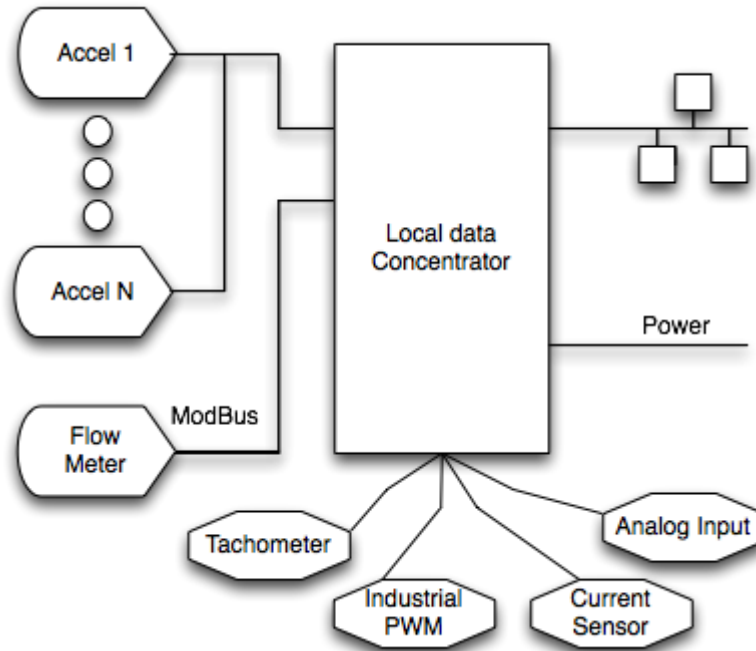 Accel 1
Accel N
Local data
Concentrator
Power
ModBus
Flow
Meter
Tachometer
Industrial
PWM
Current
Sensor
Analog Input